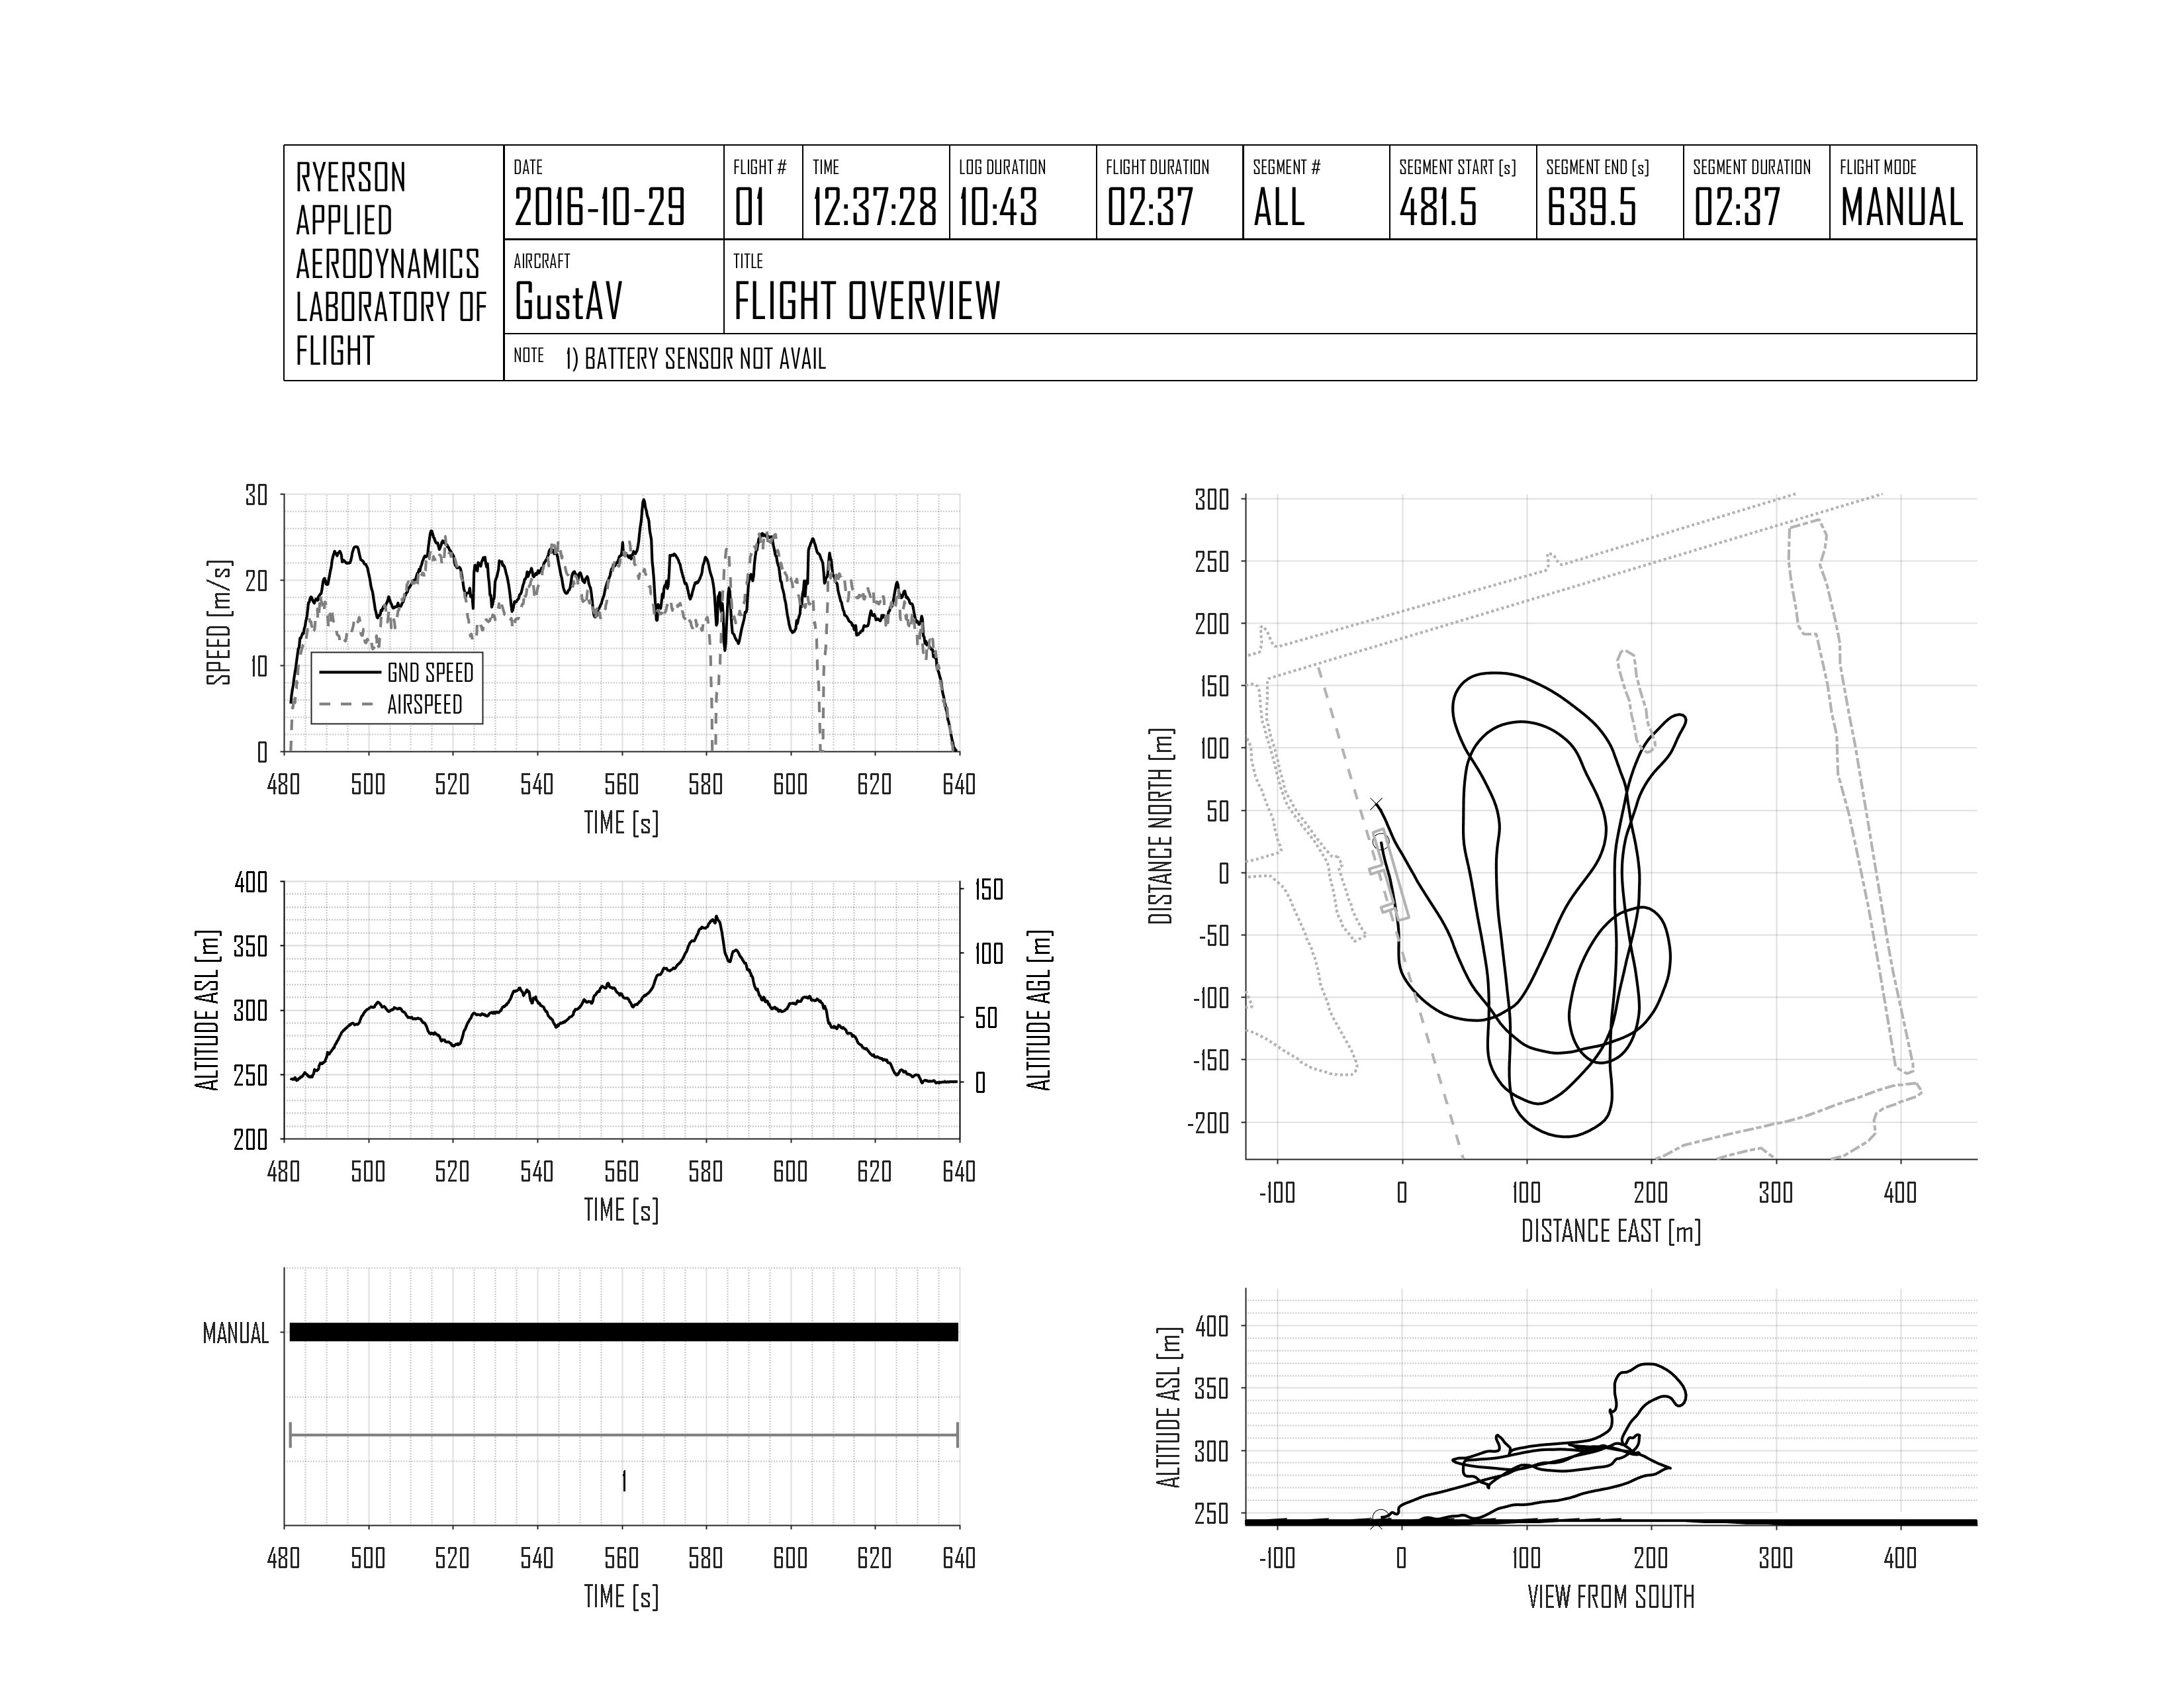 RYERSON
APPLIED
AERODYNAMICS
LABORATORY OF
FLIGHT
DATE
2016-10-29
FLIGHT #
01
TIME
12:37:28
LOG DURATION
10:43
FLIGHT DURATION
02:37
SEGMENT #
ALL
SEGMENT START [s]
481.5
SEGMENT END [s]
639.5
SEGMENT DURATION
02:37
FLIGHT MODE
MANUAL
AIRCRAFT
GustAV
TITLE
FLIGHT OVERVIEW
NOTE 1) BATTERY SENSOR NOT AVAIL
SPEED [m/s]
30
20
10
0
GND SPEED
AIRSPEED
480 500 520 540 560 580 600 620 640
TIME [s]
ALTITUDE ASL [m]
400
350
300
250
200
150
100
50
0
ALTITUDE AGL [m]
480 500 520 540 560 580 600 620 640
TIME [s]
MANUAL
1
480 500 520 540 560 580 600 620 640
TIME [s]
DISTANCE NORTH [m]
300
250
200
150
100
50
0
-50
-100
-150
-200
-100 0 100 200 300 400
DISTANCE EAST [m]
ALTITUDE ASL [m]
400
350
300
250
-100 0 100 200 300 400
VIEW FROM SOUTH